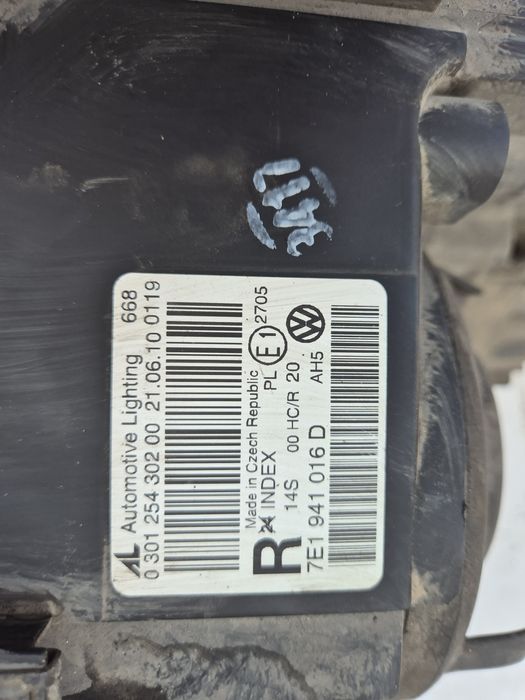 AL Automotive Lighting 668
0 301 254 302 00 21.06.10 0119
Made in Czech Republic
24 INDEX PL E1 2705
R 14S 00 HC/R 20
7E1 941 016 D AH5